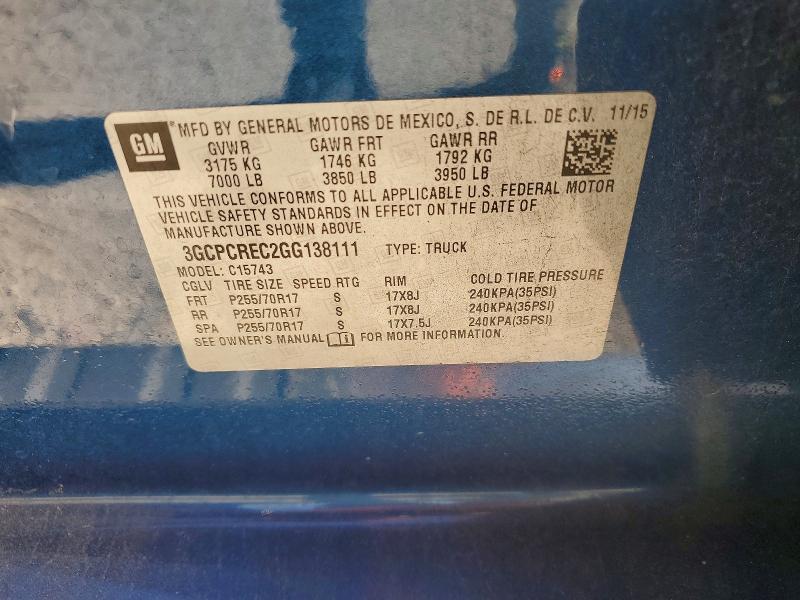 GM ® MFD BY GENERAL MOTORS DE MEXICO, S. DE R.L. DE C.V. 11/15
GVWR GAWR FRT GAWR RR
3175 KG 1746 KG 1792 KG
7000 LB 3850 LB 3950 LB
THIS VEHICLE CONFORMS TO ALL APPLICABLE U.S. FEDERAL MOTOR
VEHICLE SAFETY STANDARDS IN EFFECT ON THE DATE OF
MANUFACTURE SHOWN ABOVE.
3GCPCREC2GG138111 TYPE: TRUCK
MODEL: C15743
CGLV TIRE SIZE SPEED RTG RIM COLD TIRE PRESSURE
FRT P255/70R17 S 17X8J 240KPA(35PSI)
RR P255/70R17 S 17X8J 240KPA(35PSI)
SPA P255/70R17 S 17X7.5J 240KPA(35PSI)
SEE OWNER'S MANUAL FOR MORE INFORMATION.